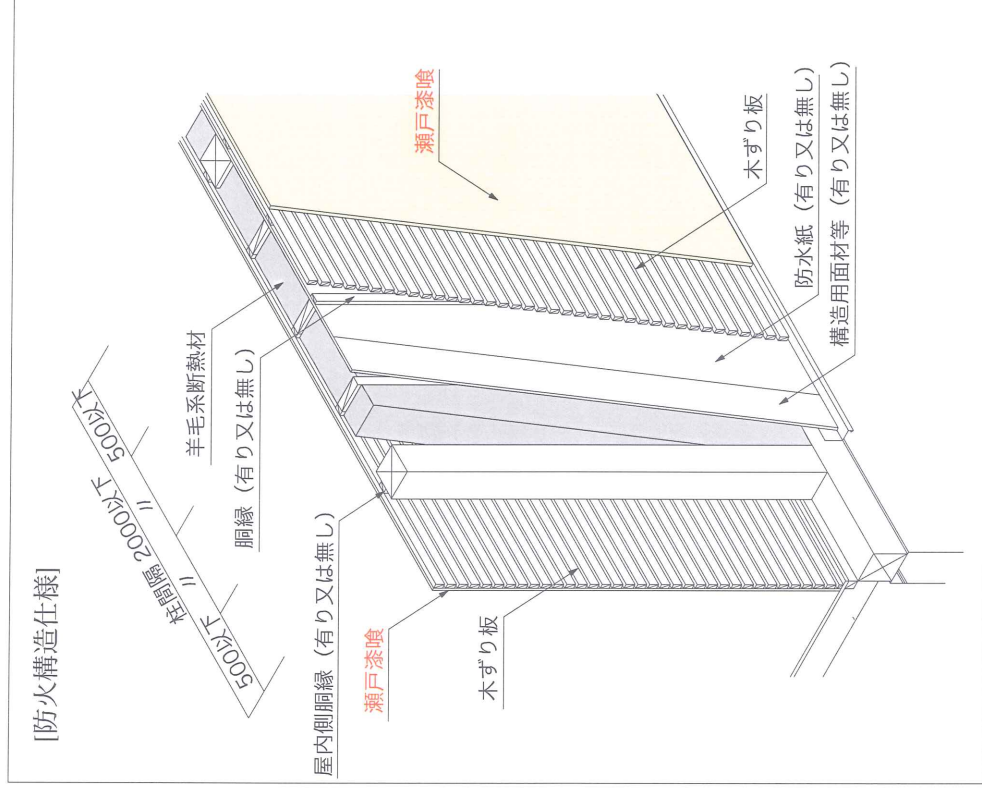 [防火構造仕様]
柱間隔 2000以下
500以下
〃
〃
500以下
羊毛系断熱材
胴縁（有り又は無し）
屋内側胴縁（有り又は無し）
瀬戸漆喰
木ずり板
瀬戸漆喰
木ずり板
防水紙（有り又は無し）
構造用面材等（有り又は無し）